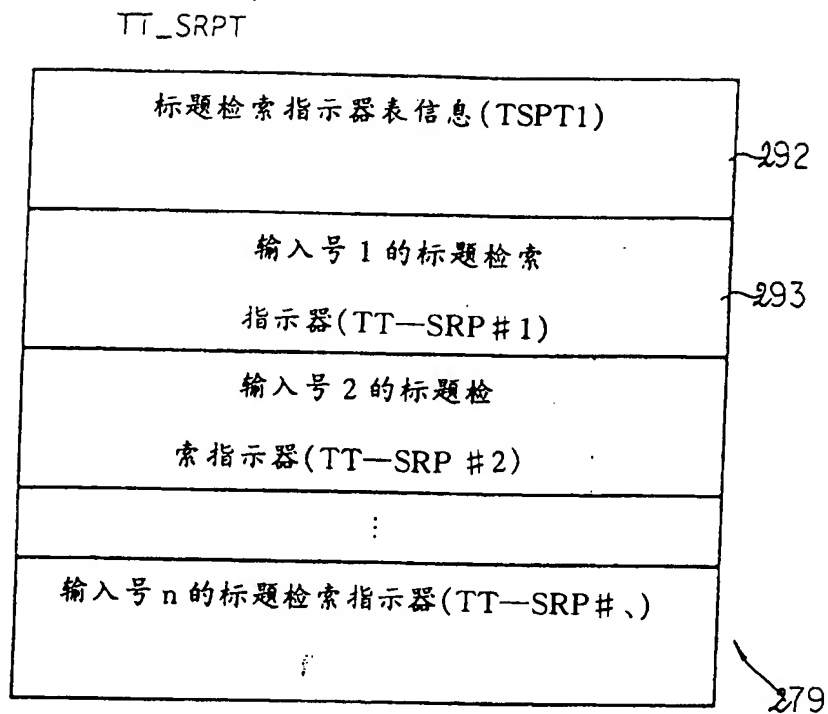 TT_SRPT
标题检索指示器表信息(TSPT1)
292
输入号1的标题检索
指示器(TT—SRP#1)
293
输入号2的标题检
索指示器(TT—SRP #2)
⋮
输入号n的标题检索指示器(TT—SRP#、)
279